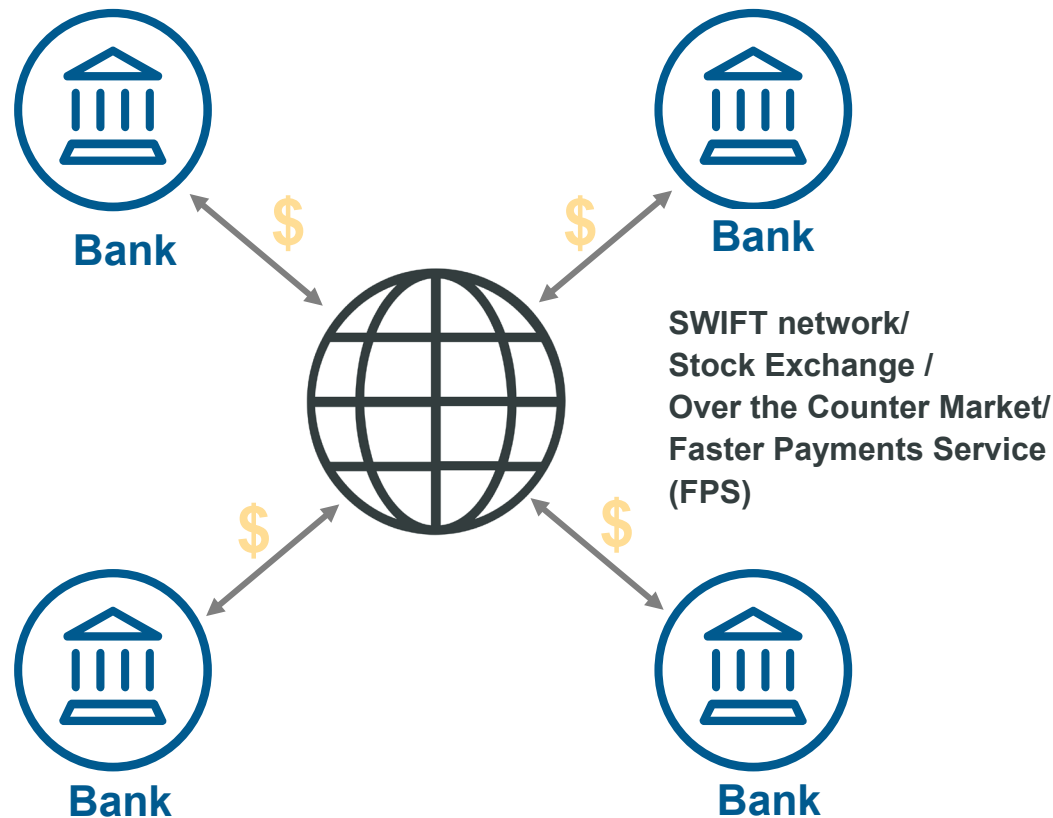 $
$
Bank
Bank
SWIFT network/
Stock Exchange /
Over the Counter Market/
Faster Payments Service
(FPS)
$
$
Bank
Bank